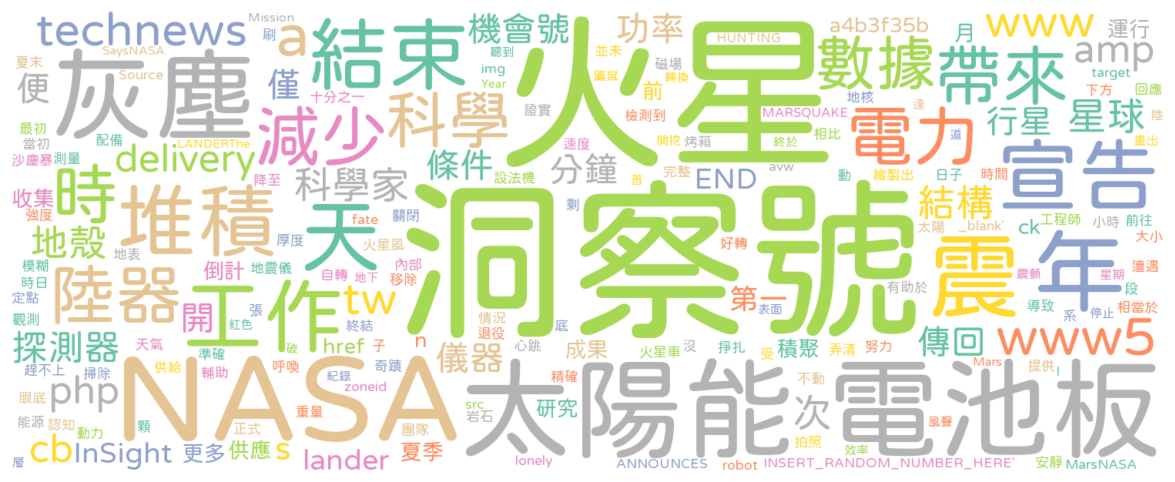 Mission
刷
聽到
並未
功率
HUNTING
a4b3f35b
月
www
運行
technews
a
結束
機會號
火星
數據
帶來
amp
夏末
SaysNASA
Source
img
Year
鼴鼠
磁場
轉換
target
回應
便
灰塵
僅
十分之一
證實
前
檢測到
地核
MARSQUAKE
達
下方
陸
最初
當初
配備
LANDERThe
減少
科學
速度
開挖
烤箱
終於
相比
電力
道
行星
星球
畫出
沙塵暴
測量
delivery
降至
條件
設法機
分鐘
首
完整
avw
動
繪製出
日子
時間
宣告
收集
時
科學家
END
結構
強度
堆積
天
fate
關閉
剩
太陽
_blank'
ck
工程師
小時
前往
大小
地殼
地表
厚度
火星風
洞察號
好轉
震
年
模糊
時日
倒計
地震儀
自轉
地下
內部
移除
有助於
震顫
星期
遭遇
定點
陸器
工作
tw
第一
表面
導致
段
相當於
觀測
開
張
情況
退役
底
系
停止
探測器
天氣
紅色
終結
href
子
n
心跳
成果
火星車
沒
掙扎
積聚
受
弄清
努力
傳回
www5
趕不上
掃除
供給
準確
輔助
破
呼喚
紀錄
奇蹟
zoneid
儀器
精確
不動
Mars
提供
l
眼底
php
NASA
src
岩石
研究
太陽能
電池板
次
風聲
能源
認知
動力
顆
正式
重量
團隊
拍照
效率
層
cb
InSight
更多
供應
s
lander
夏季
lonely
ANNOUNCES
robot
INSERT_RANDOM_NUMBER_HERE'
安靜
MarsNASA